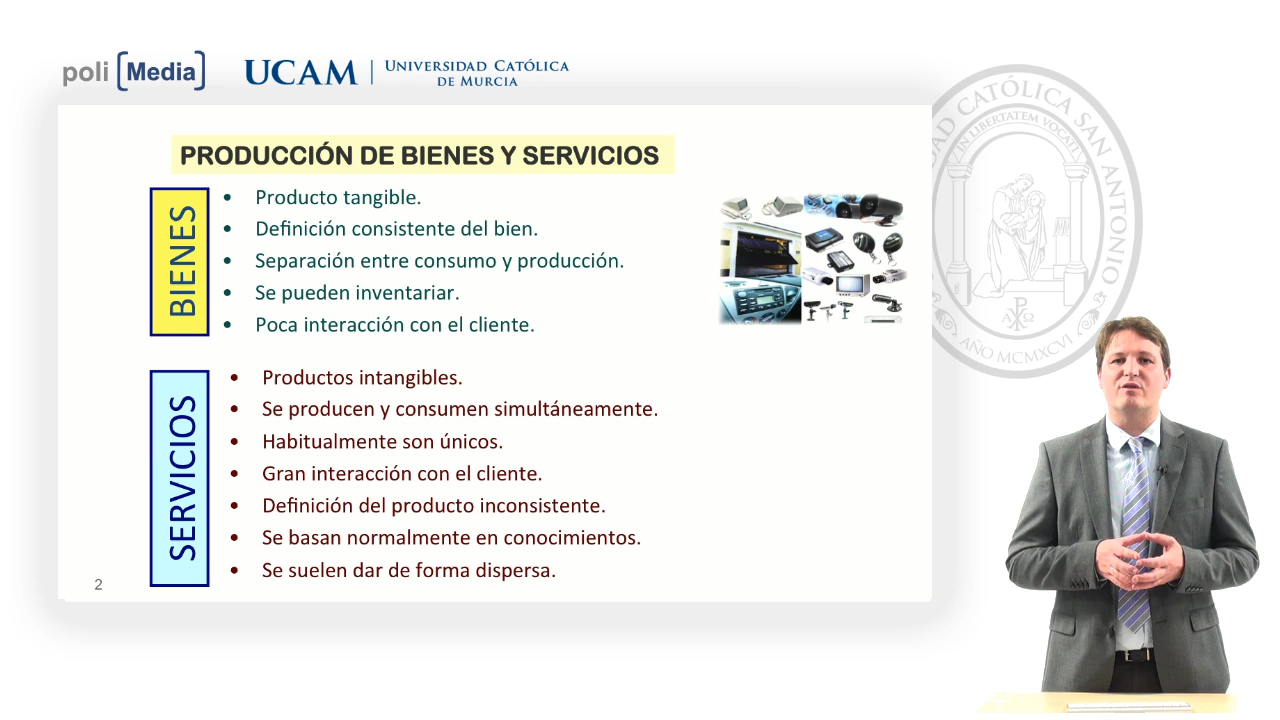 poli [Media]
UCAM
UNIVERSIDAD CATÓLICA
DE MURCIA
PRODUCCIÓN DE BIENES Y SERVICIOS
BIENES
• Producto tangible.
• Definición consistente del bien.
• Separación entre consumo y producción.
• Se pueden inventariar.
• Poca interacción con el cliente.
SERVICIOS
• Productos intangibles.
• Se producen y consumen simultáneamente.
• Habitualmente son únicos.
• Gran interacción con el cliente.
• Definición del producto inconsistente.
• Se basan normalmente en conocimientos.
• Se suelen dar de forma dispersa.
2
DAD CATÓLICA SAN ANTONIO
IN LIBERTATEM VOCATI
AÑO MCMXCVI